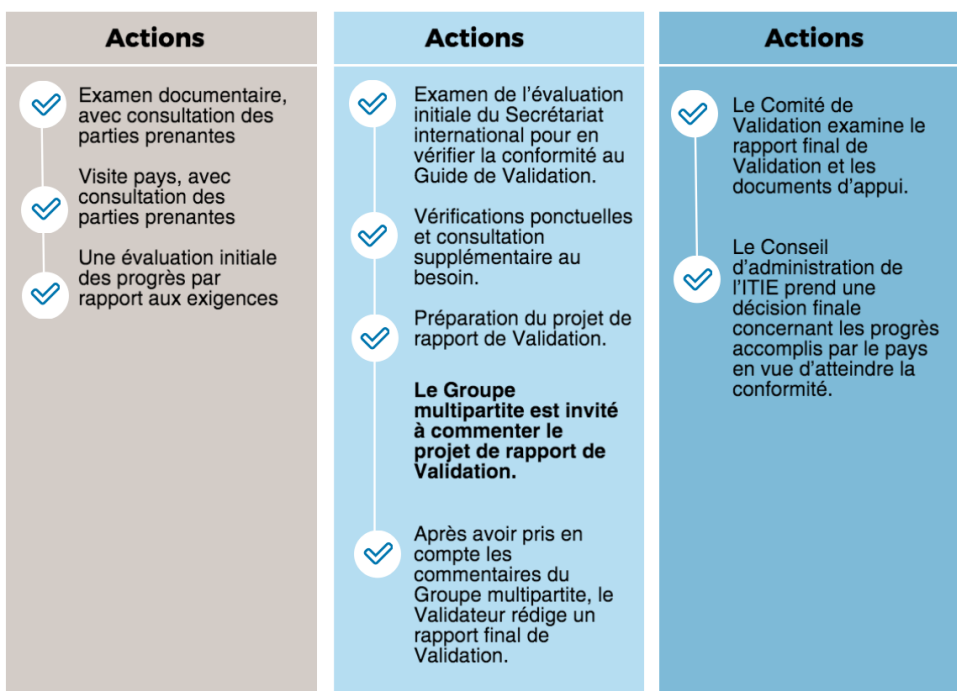 Actions
Examen documentaire,
avec consultation des
parties prenantes
Visite pays, avec
consultation des
parties prenantes
Une évaluation initiale
des progrès par
rapport aux exigences
Actions
Examen de l’évaluation
initiale du Secrétariat
international pour en
vérifier la conformité au
Guide de Validation.
Vérifications ponctuelles
et consultation
supplémentaire au
besoin.
Préparation du projet de
rapport de Validation.
Le Groupe
multipartite est invité
à commenter le
projet de rapport de
Validation.
Après avoir pris en
compte les
commentaires du
Groupe multipartite, le
Validateur rédige un
rapport final de
Validation.
Actions
Le Comité de
Validation examine le
rapport final de
Validation et les
documents d’appui.
Le Conseil
d’administration de
l’ITIE prend une
décision finale
concernant les progrès
accomplis par le pays
en vue d’atteindre la
conformité.